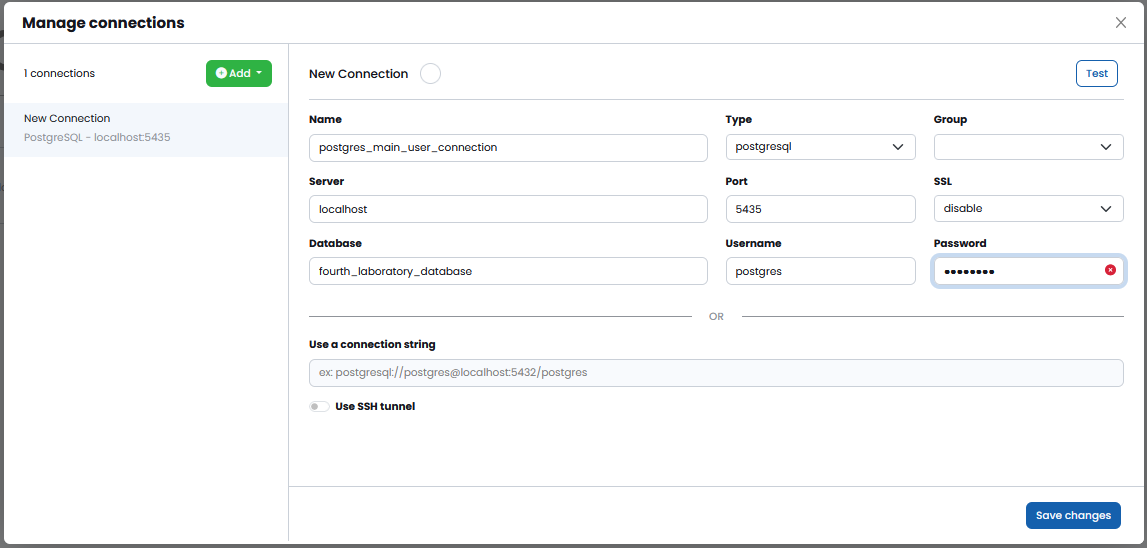 Manage connections
1 connections
Add
New Connection
PostgreSQL - localhost:5435
New Connection
Test
Name
Type
Group
postgres_main_user_connection
postgresql
Server
Port
SSL
localhost
5435
disable
Database
Username
Password
fourth_laboratory_database
postgres
••••••••
OR
Use a connection string
ex: postgresql://postgres@localhost:5432/postgres
Use SSH tunnel
Save changes